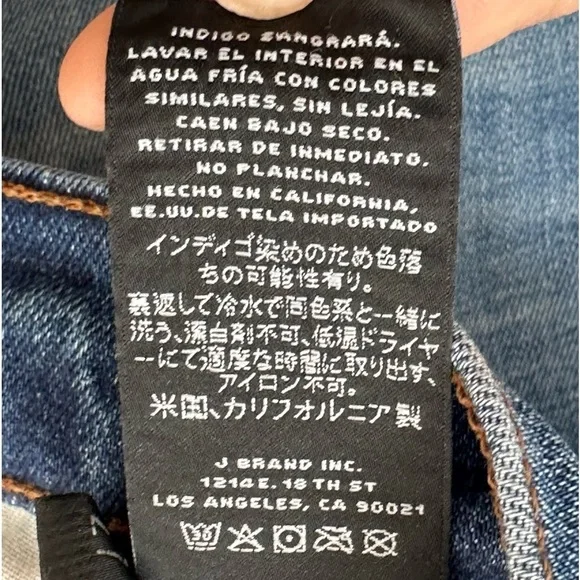 INDIGO SANGRARÁ.
LAVAR EL INTERIOR EN EL
AGUA FRÍA CON COLORES
SIMILARES, SIN LEJÍA.
CAEN BAJO SECO.
RETIRAR DE INMEDIATO.
NO PLANCHAR.
HECHO EN CALIFORNIA,
EE.UU.DE TELA IMPORTADO
インディゴ染めのため色落
ちの可能性有り。
裏返して冷水で同色系と一緒に
洗う、漂白剤不可、低温ドライヤ
ーにて適度な時間に取り出す、
アイロン不可。
米国、カリフオルニア製
J BRAND INC.
1214E. 18TH ST
LOS ANGELES, CA 90021